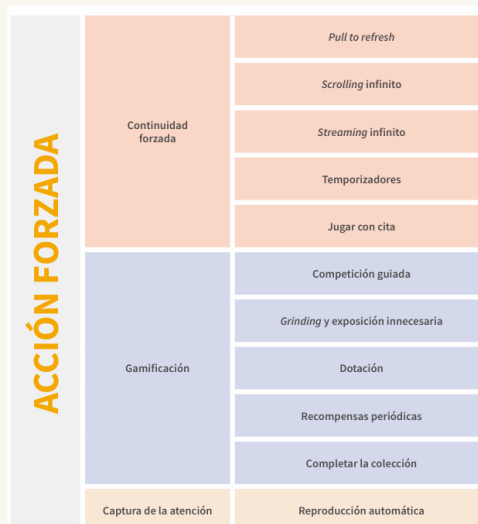 ACCIÓN FORZADA
Continuidad
forzada
Pull to refresh
Scrolling infinito
Streaming infinito
Temporizadores
Jugar con cita
Gamificación
Competición guiada
Grinding y exposición innecesaria
Dotación
Recompensas periódicas
Completar la colección
Captura de la atención
Reproducción automática